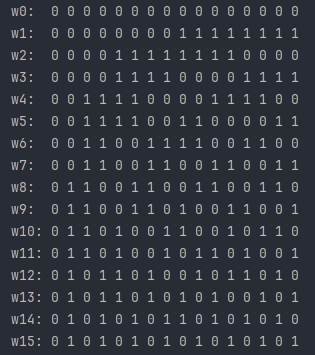 w0: 0 0 0 0 0 0 0 0 0 0 0 0 0 0 0 0
w1: 0 0 0 0 0 0 0 0 1 1 1 1 1 1 1 1
w2: 0 0 0 0 1 1 1 1 1 1 1 1 0 0 0 0
w3: 0 0 0 0 1 1 1 1 0 0 0 0 1 1 1 1
w4: 0 0 1 1 1 1 0 0 0 0 1 1 1 1 0 0
w5: 0 0 1 1 1 1 0 0 1 1 0 0 0 0 1 1
w6: 0 0 1 1 0 0 1 1 1 1 0 0 1 1 0 0
w7: 0 0 1 1 0 0 1 1 0 0 1 1 0 0 1 1
w8: 0 1 1 0 0 1 1 0 0 1 1 0 0 1 1 0
w9: 0 1 1 0 0 1 1 0 1 0 0 1 1 0 0 1
w10: 0 1 1 0 1 0 0 1 1 0 0 1 0 1 1 0
w11: 0 1 1 0 1 0 0 1 0 1 1 0 1 0 0 1
w12: 0 1 0 1 1 0 1 0 0 1 0 1 1 0 1 0
w13: 0 1 0 1 1 0 1 0 1 0 1 0 0 1 0 1
w14: 0 1 0 1 0 1 0 1 1 0 1 0 1 0 1 0
w15: 0 1 0 1 0 1 0 1 0 1 0 1 0 1 0 1